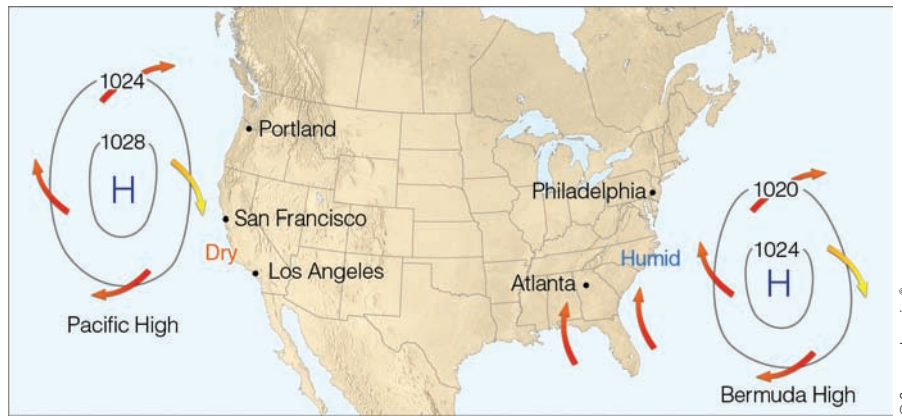 1024
1028
H
Pacific High
Portland
San Francisco
Dry
Los Angeles
Philadelphia
Atlanta
Humid
1020
1024
H
Bermuda High